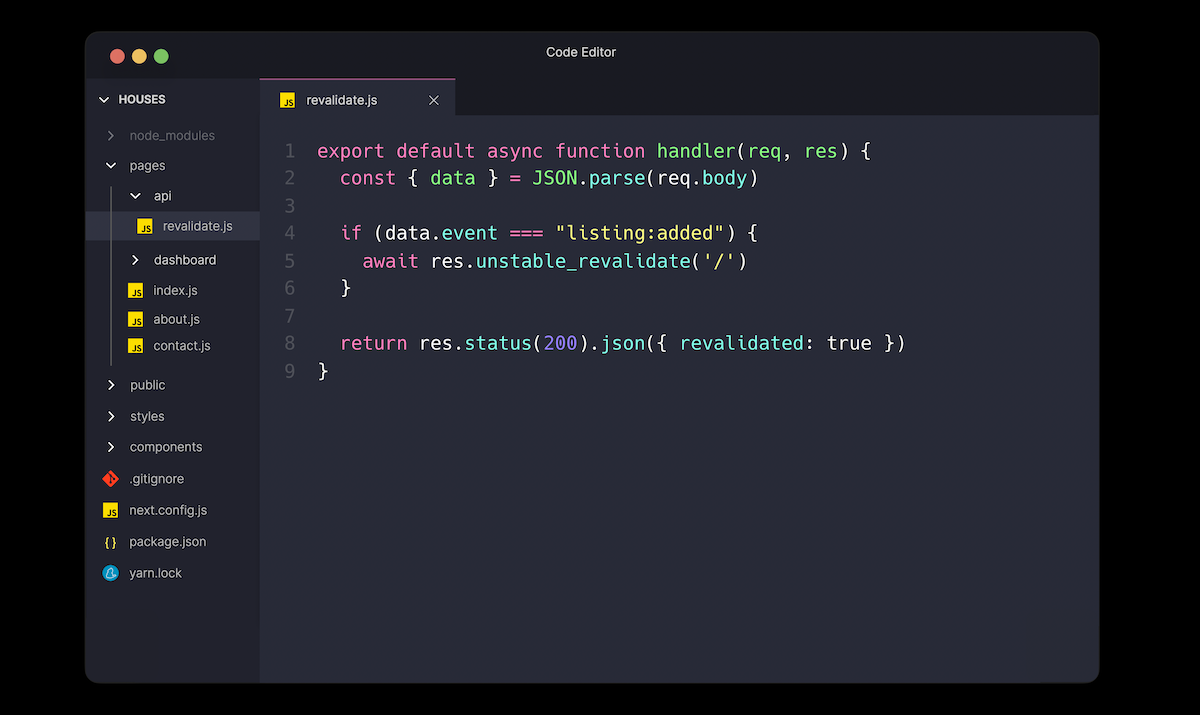 Code Editor
HOUSES
node_modules
pages
api
JS revalidate.js
dashboard
JS index.js
JS about.js
JS contact.js
public
styles
components
.gitignore
JS next.config.js
{} package.json
yarn.lock
JS revalidate.js
1 export default async function handler(req, res) {
2   const { data } = JSON.parse(req.body)
3
4   if (data.event === "listing:added") {
5     await res.unstable_revalidate('/')
6   }
7
8   return res.status(200).json({ revalidated: true })
9 }